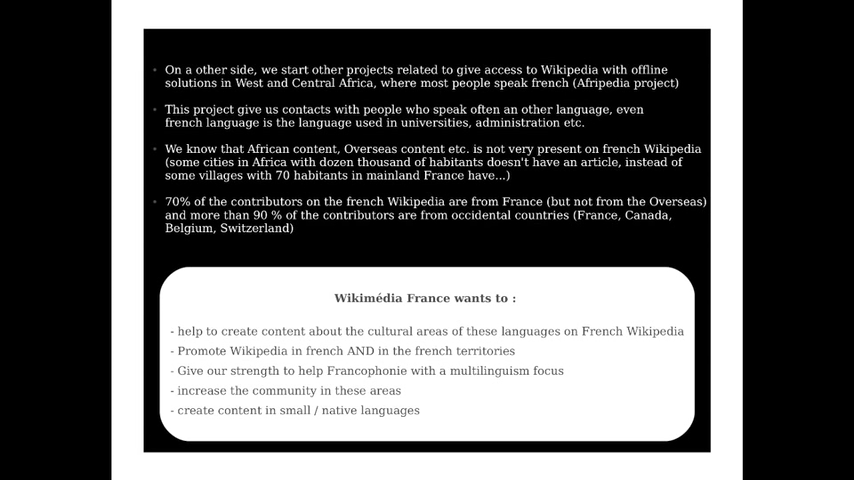 • On a other side, we start other projects related to give access to Wikipedia with offline
solutions in West and Central Africa, where most people speak french (Afripedia project)
• This project give us contacts with people who speak often an other language, even
french language is the language used in universities, administration etc.
• We know that African content, Overseas content etc. is not very present on french Wikipedia
(some cities in Africa with dozen thousand of habitants doesn't have an article, instead of
some villages with 70 habitants in mainland France have...)
• 70% of the contributors on the french Wikipedia are from France (but not from the Overseas)
and more than 90 % of the contributors are from occidental countries (France, Canada,
Belgium, Switzerland)
Wikimédia France wants to :
- help to create content about the cultural areas of these languages on French Wikipedia
- Promote Wikipedia in french AND in the french territories
- Give our strength to help Francophonie with a multilinguism focus
- increase the community in these areas
- create content in small / native languages